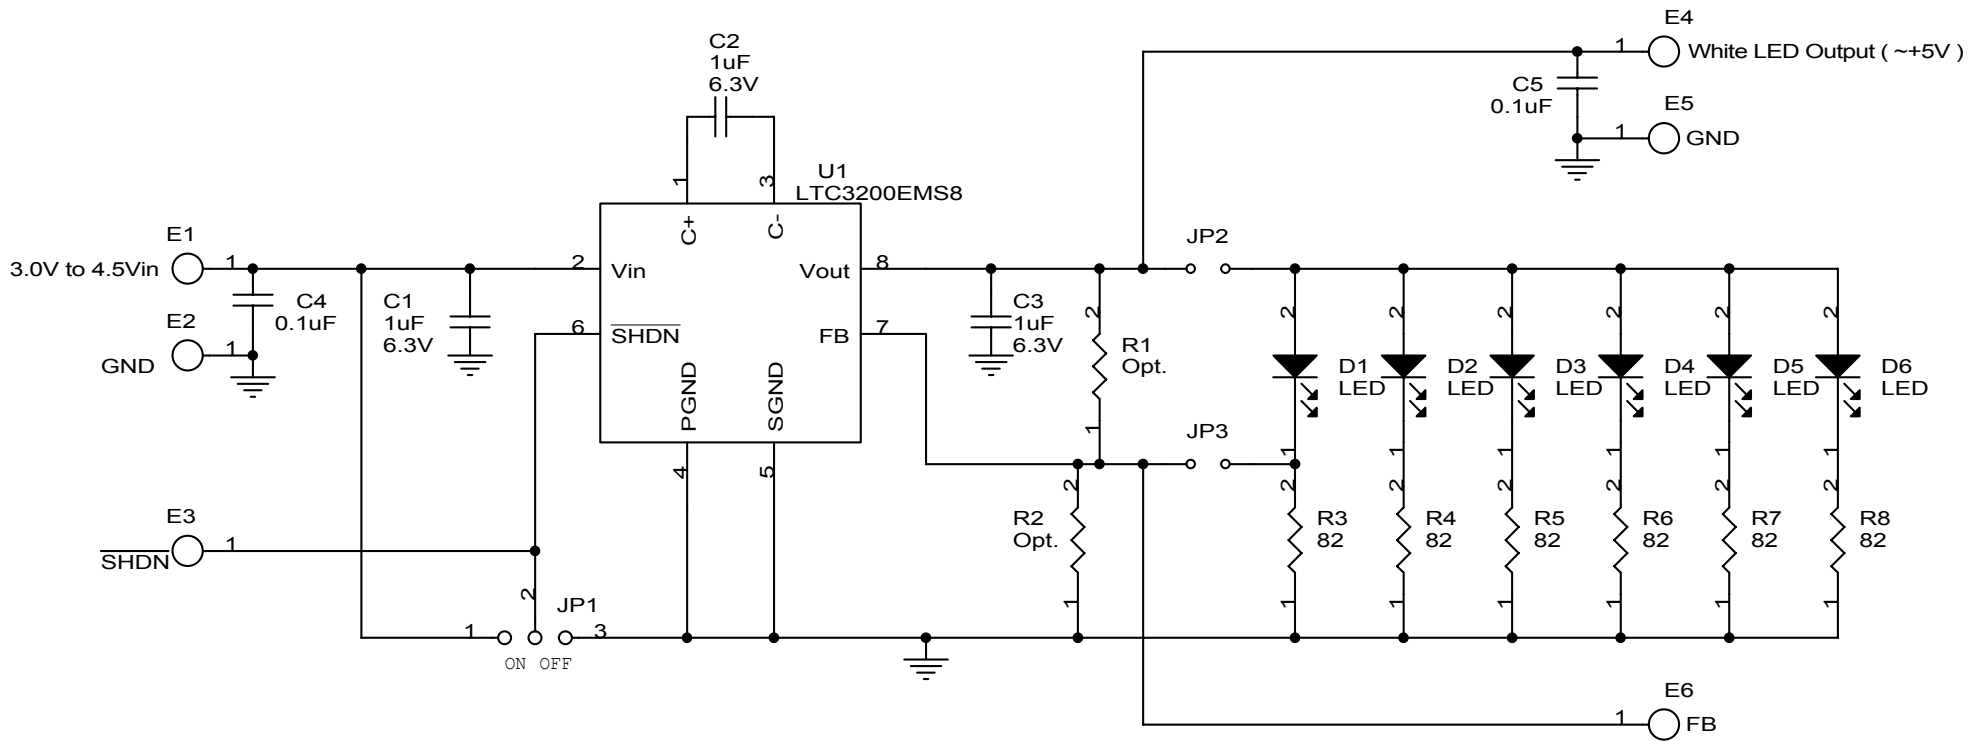 E4
1
White LED Output ( ~+5V )
C5
0.1uF
E5
1
GND
C2
1uF
6.3V
1
3
U1
LTC3200EMS8
C+
C-
E1
3.0V to 4.5Vin
1
2
Vin
Vout
8
JP2
C4
0.1uF
C1
1uF
6.3V
E2
1
GND
6
SHDN
FB
7
C3
1uF
6.3V
2
R1
Opt.
1
2
2
2
2
2
2
D1
LED
D2
LED
D3
LED
D4
LED
D5
LED
D6
LED
PGND
SGND
4
5
JP3
1
1
1
1
1
1
2
R2
Opt.
1
2
2
2
2
2
2
R3
82
R4
82
R5
82
R6
82
R7
82
R8
82
1
1
1
1
1
1
E3
1
SHDN
2
JP1
1
3
ON OFF
E6
1
FB